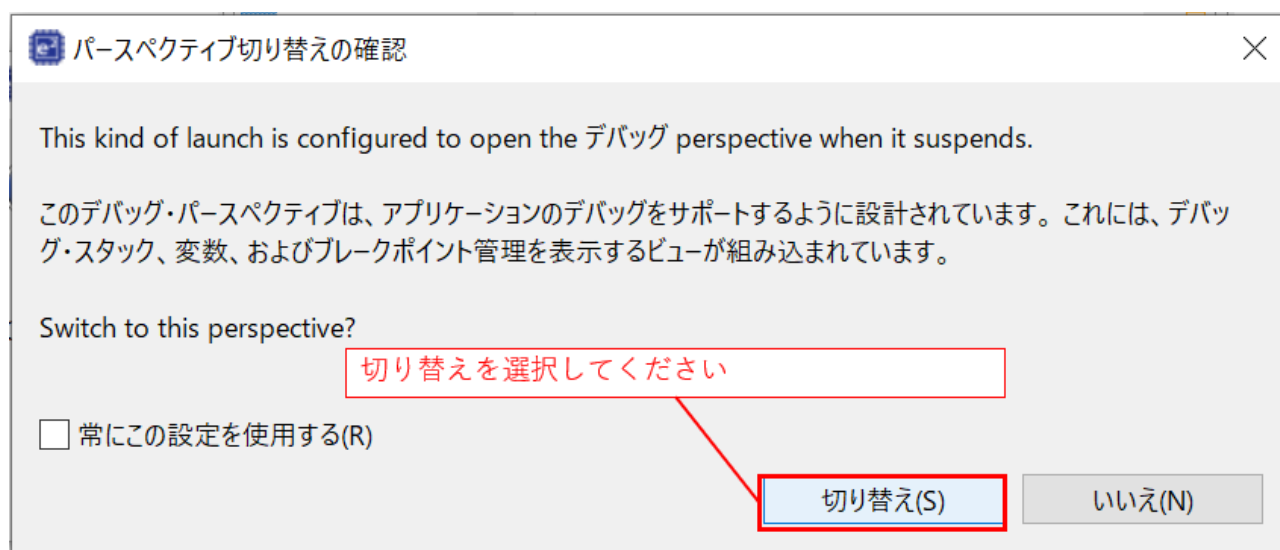 パースペクティブ切り替えの確認
This kind of launch is configured to open the デバッグ perspective when it suspends.
このデバッグ・パースペクティブは、アプリケーションのデバッグをサポートするように設計されています。これには、デバッ
グ・スタック、変数、およびブレークポイント管理を表示するビューが組み込まれています。
Switch to this perspective?
切り替えを選択してください
常にこの設定を使用する(R)
切り替え(S)
いいえ(N)